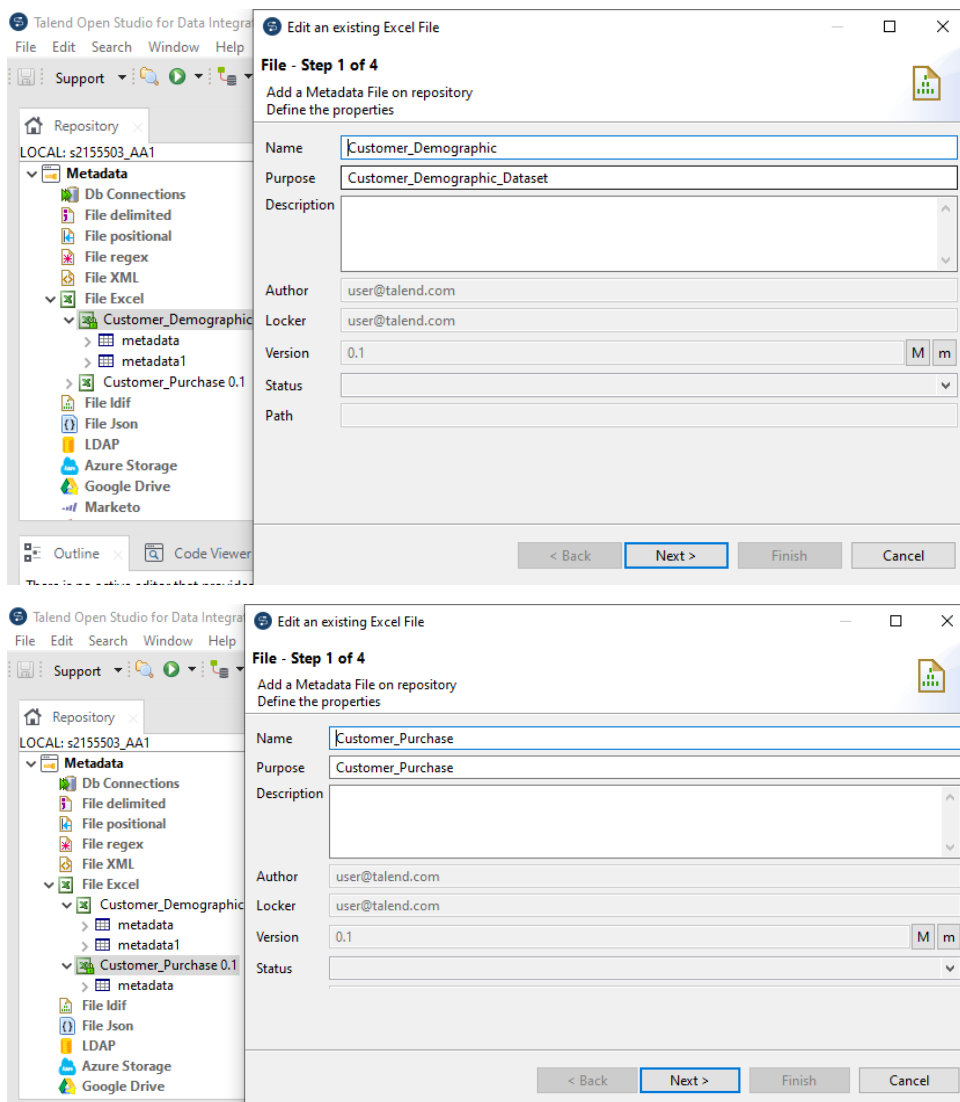 Talend Open Studio for Data Integra
File Edit Search Window Help
Support
Repository
LOCAL: s2155503_AA1
Metadata
Db Connections
File delimited
File positional
File regex
File XML
File Excel
Customer_Demographic
metadata
metadata1
Customer_Purchase 0.1
File ldif
File Json
LDAP
Azure Storage
Google Drive
Marketo
Outline Code Viewer
There is no active editor that provides
Edit an existing Excel File
File - Step 1 of 4
Add a Metadata File on repository
Define the properties
Name Customer_Demographic
Purpose Customer_Demographic_Dataset
Description
Author user@talend.com
Locker user@talend.com
Version 0.1 M m
Status
Path
< Back Next > Finish Cancel
Talend Open Studio for Data Integra
File Edit Search Window Help
Support
Repository
LOCAL: s2155503_AA1
Metadata
Db Connections
File delimited
File positional
File regex
File XML
File Excel
Customer_Demographic
metadata
metadata1
Customer_Purchase 0.1
metadata
File ldif
File Json
LDAP
Azure Storage
Google Drive
Edit an existing Excel File
File - Step 1 of 4
Add a Metadata File on repository
Define the properties
Name Customer_Purchase
Purpose Customer_Purchase
Description
Author user@talend.com
Locker user@talend.com
Version 0.1 M m
Status
< Back Next > Finish Cancel